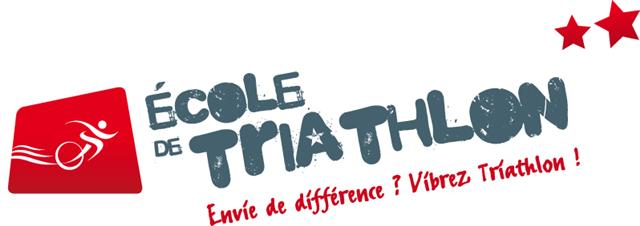 ÉCOLE
DE TRIATHLON
Envie de différence ? Vibrez Triathlon !